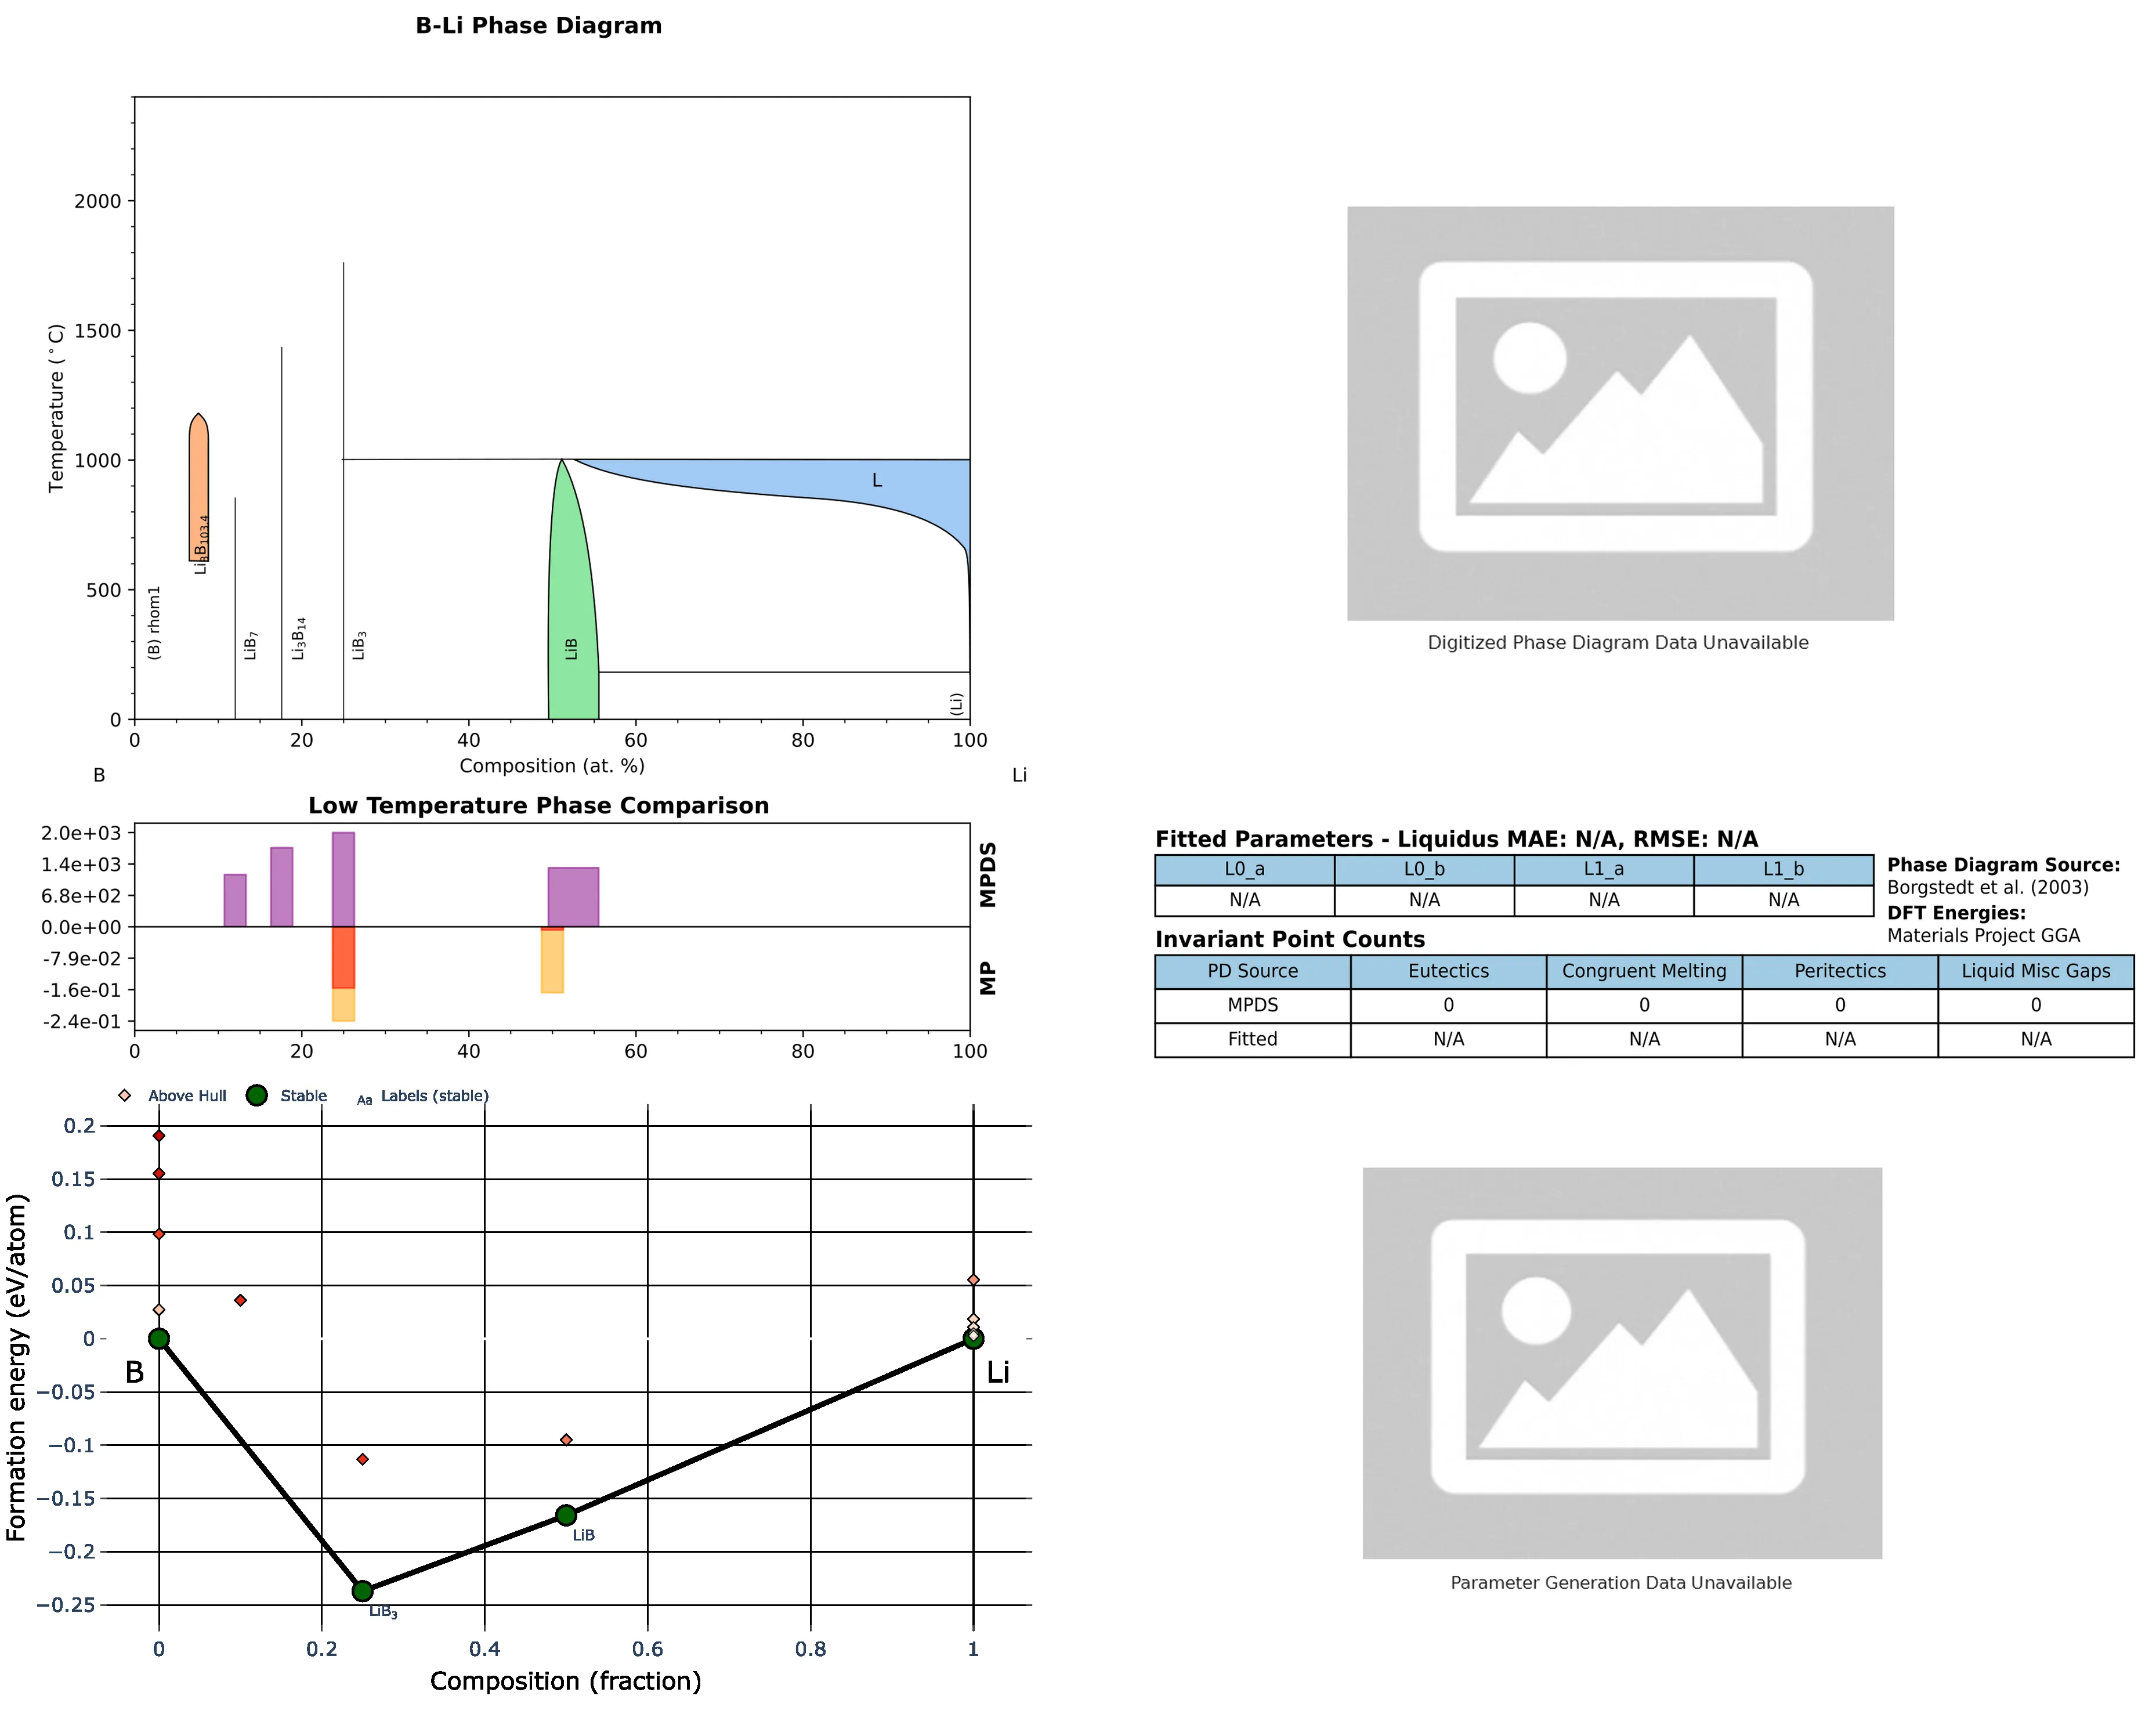 B-Li Phase Diagram
Temperature (°C)
2000
1500
1000
500
0
0 20 40 60 80 100
Composition (at. %)
B
Li
(B) rhom1
Li₈B₁₀₃.₄
LiB₇
Li₃B₁₄
LiB₃
LiB
L
(Li)
Digitized Phase Diagram Data Unavailable
Low Temperature Phase Comparison
2.0e+03
1.4e+03
6.8e+02
0.0e+00
-7.9e-02
-1.6e-01
-2.4e-01
MPDS
MP
0 20 40 60 80 100
Fitted Parameters - Liquidus MAE: N/A, RMSE: N/A
L0_a L0_b L1_a L1_b
N/A N/A N/A N/A
Phase Diagram Source:
Borgstedt et al. (2003)
DFT Energies:
Materials Project GGA
Invariant Point Counts
PD Source Eutectics Congruent Melting Peritectics Liquid Misc Gaps
MPDS 0 0 0 0
Fitted N/A N/A N/A N/A
Above Hull Stable Aa Labels (stable)
Formation energy (eV/atom)
0.2
0.15
0.1
0.05
0
−0.05
−0.1
−0.15
−0.2
−0.25
B
Li
LiB
LiB₃
0 0.2 0.4 0.6 0.8 1
Composition (fraction)
Parameter Generation Data Unavailable